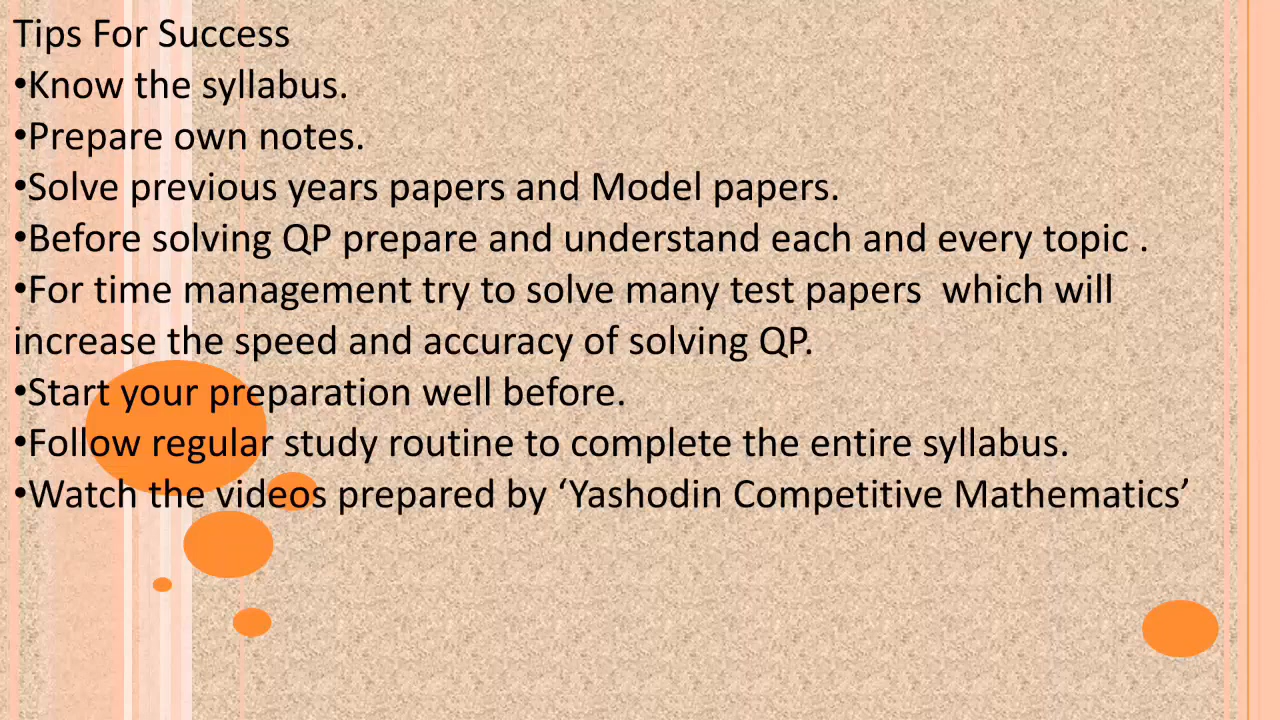 Tips For Success
•Know the syllabus.
•Prepare own notes.
•Solve previous years papers and Model papers.
•Before solving QP prepare and understand each and every topic .
•For time management try to solve many test papers  which will
increase the speed and accuracy of solving QP.
•Start your preparation well before.
•Follow regular study routine to complete the entire syllabus.
•Watch the videos prepared by ‘Yashodin Competitive Mathematics’